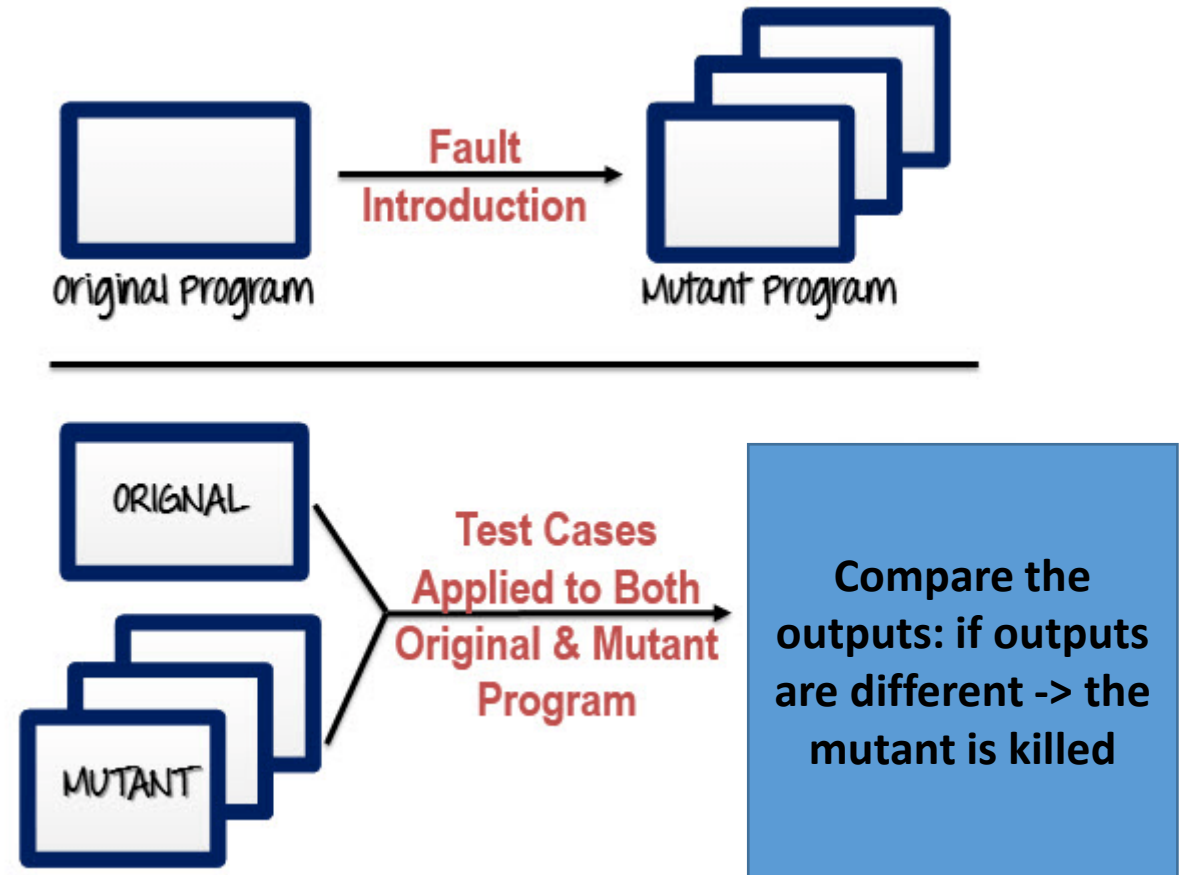 Fault
Introduction
Original Program
Mutant Program
ORIGNAL
MUTANT
Test Cases
Applied to Both
Original & Mutant
Program
Compare the
outputs: if outputs
are different -> the
mutant is killed